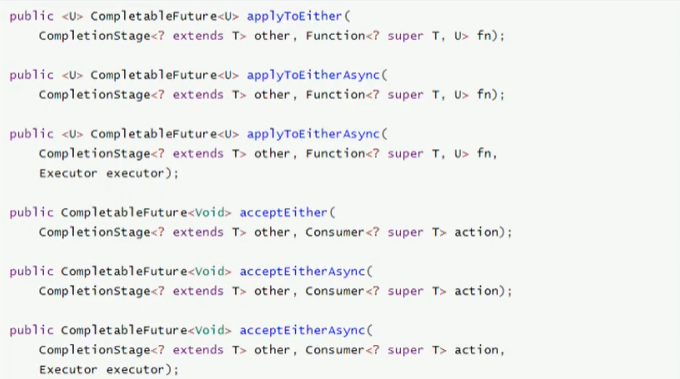 public <U> CompletableFuture<U> applyToEither(
CompletionStage<? extends T> other, Function<? super T, U> fn);
public <U> CompletableFuture<U> applyToEitherAsync(
CompletionStage<? extends T> other, Function<? super T, U> fn);
public <U> CompletableFuture<U> applyToEitherAsync(
CompletionStage<? extends T> other, Function<? super T, U> fn,
Executor executor);
public CompletableFuture<Void> acceptEither(
CompletionStage<? extends T> other, Consumer<? super T> action);
public CompletableFuture<Void> acceptEitherAsync(
CompletionStage<? extends T> other, Consumer<? super T> action);
public CompletableFuture<Void> acceptEitherAsync(
CompletionStage<? extends T> other, Consumer<? super T> action,
Executor executor);